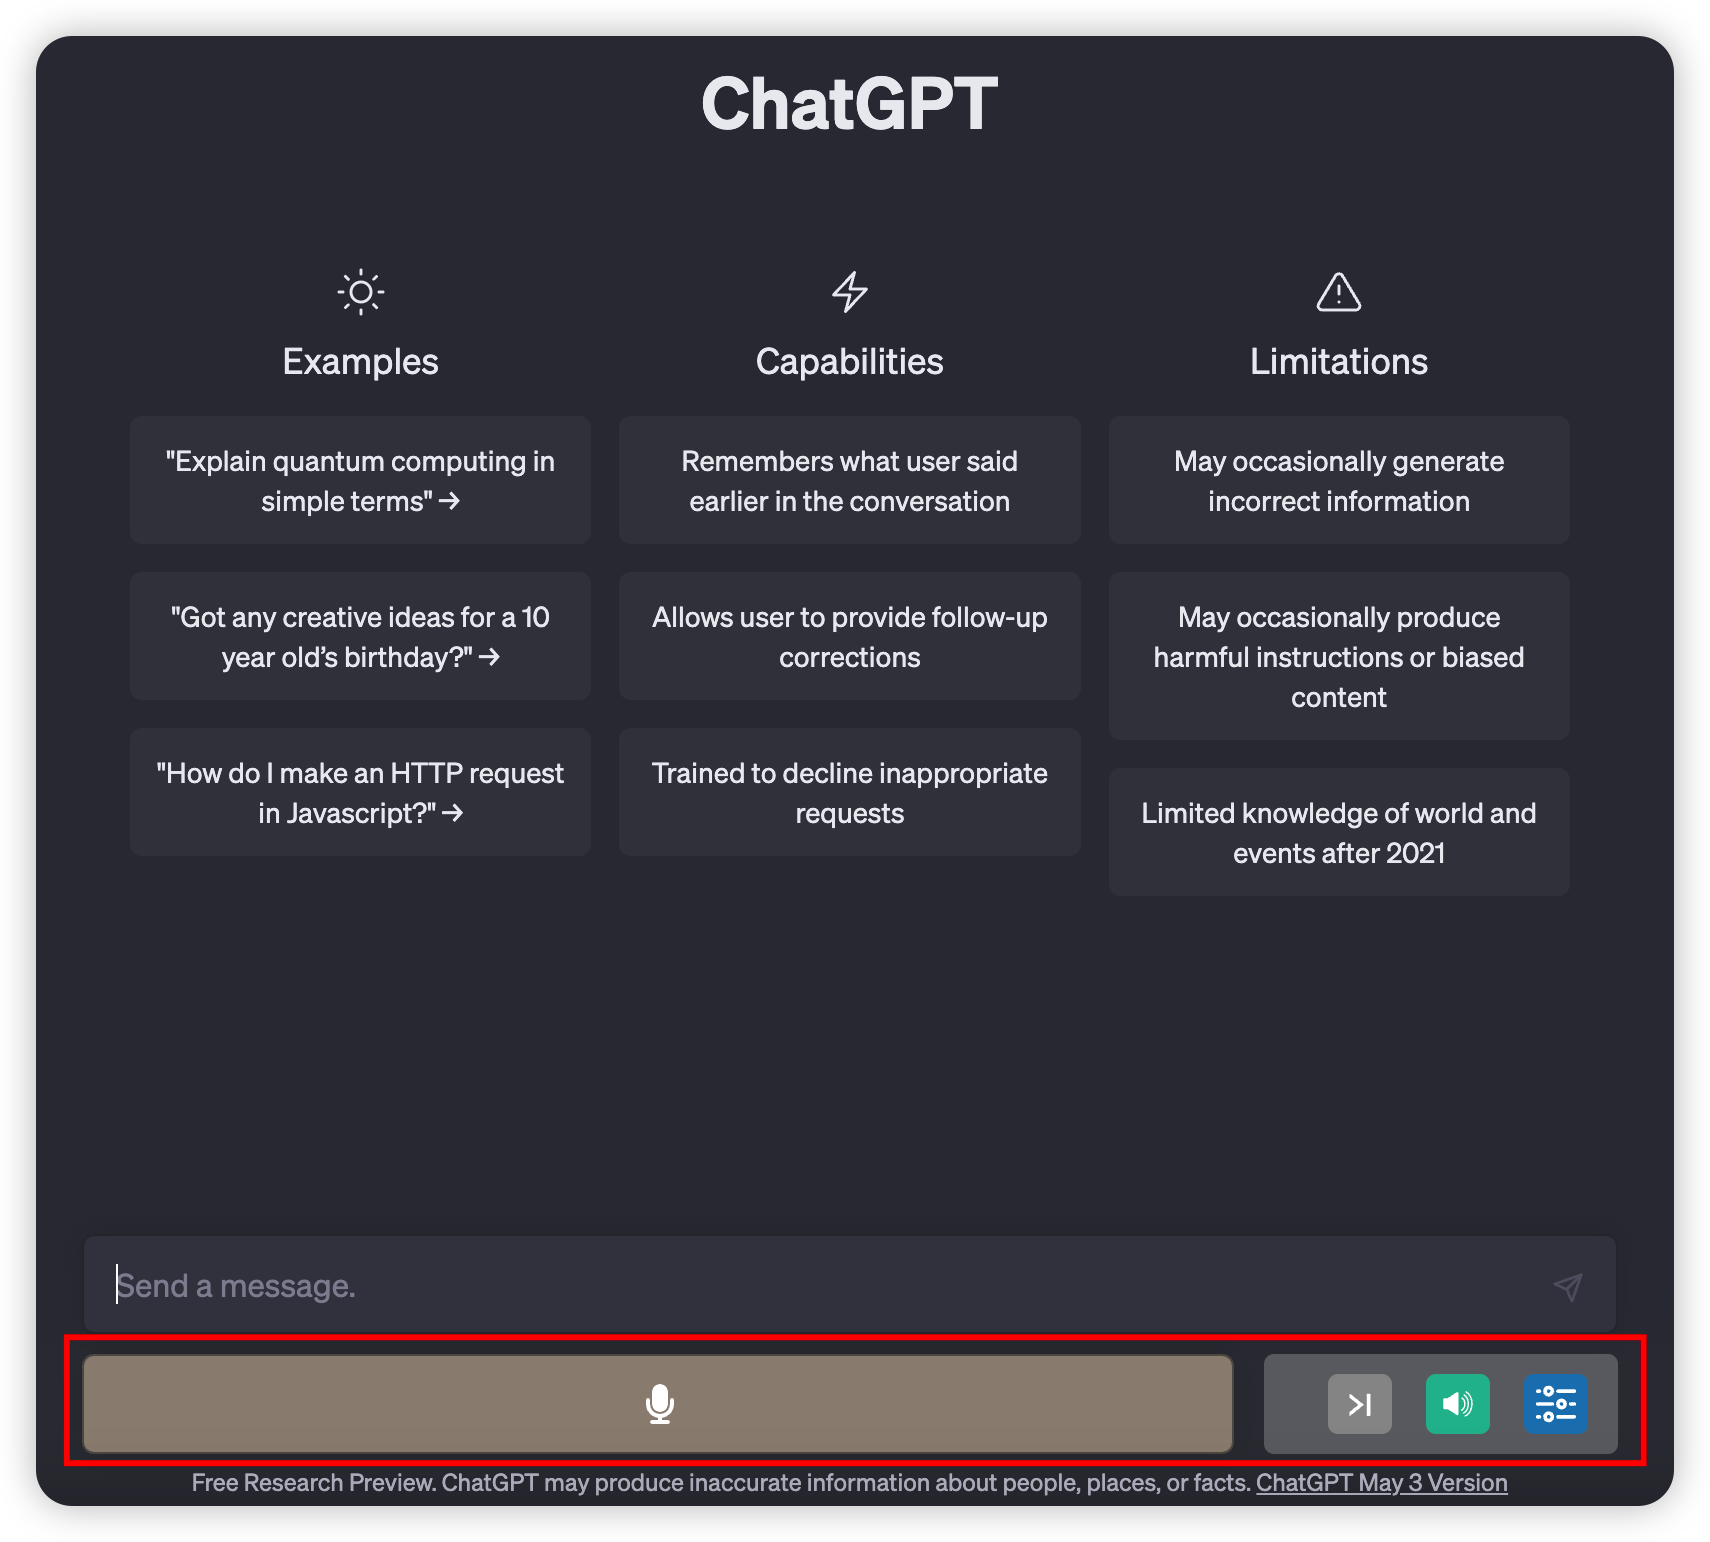 ChatGPT
Examples
"Explain quantum computing in
simple terms" →
"Got any creative ideas for a 10
year old’s birthday?" →
"How do I make an HTTP request
in Javascript?" →
Capabilities
Remembers what user said
earlier in the conversation
Allows user to provide follow-up
corrections
Trained to decline inappropriate
requests
Limitations
May occasionally generate
incorrect information
May occasionally produce
harmful instructions or biased
content
Limited knowledge of world and
events after 2021
Send a message.
Free Research Preview. ChatGPT may produce inaccurate information about people, places, or facts. ChatGPT May 3 Version